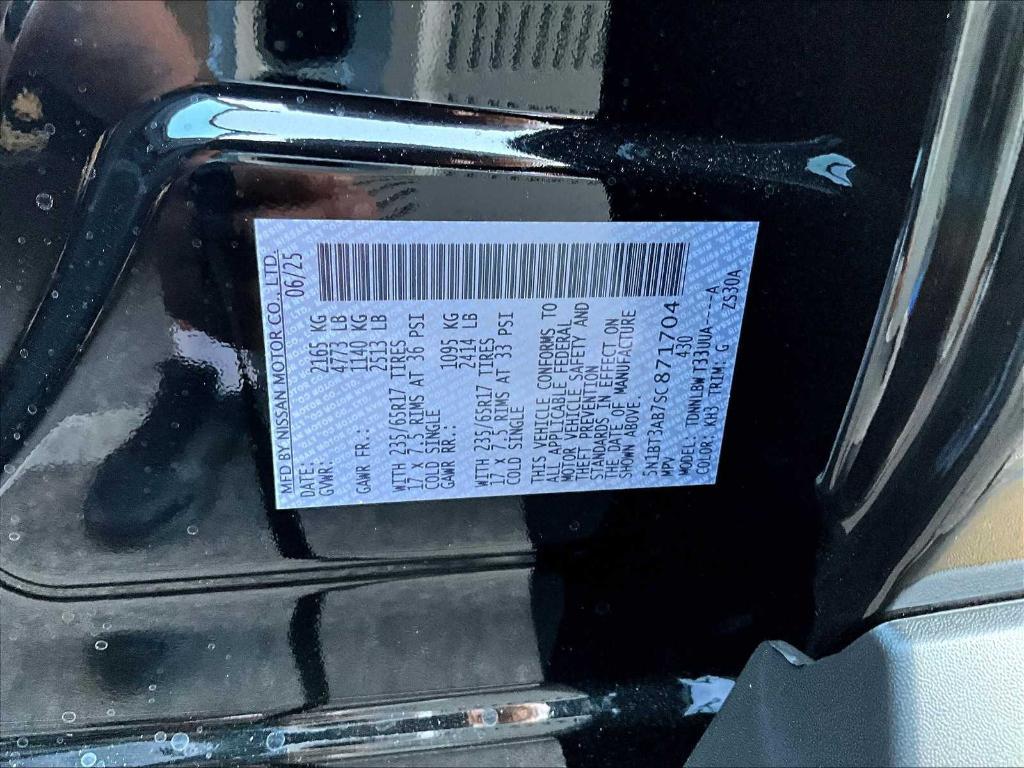 MFD BY NISSAN MOTOR CO., LTD.
DATE: 06/25
GVWR: 2165 KG
4773 LB
GAWR FR.: 1140 KG
2513 LB
WITH 235/65R17 TIRES
17 X 7.5 RIMS AT 36 PSI
COLD SINGLE
GAWR RR.: 1095 KG
2414 LB
WITH 235/65R17 TIRES
17 X 7.5 RIMS AT 33 PSI
COLD SINGLE
THIS VEHICLE CONFORMS TO
ALL APPLICABLE FEDERAL
MOTOR VEHICLE SAFETY AND
THEFT PREVENTION
STANDARDS IN EFFECT ON
THE DATE OF MANUFACTURE
SHOWN ABOVE.
5N1BT3AB7SC871704
MPV 430
MODEL: TDNNLBW T33UUA----A
COLOR: KH3 TRIM: G ZS30A